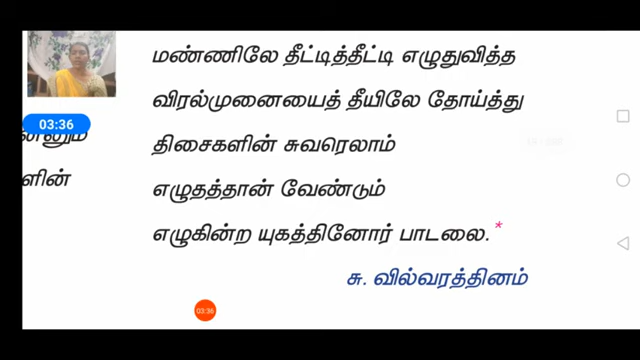 மண்ணிலே தீட்டித்தீட்டி எழுதுவித்த
விரல்முனையைத் தீயிலே தோய்த்து
03:36
திசைகளின் சுவரெலாம்
ளின்
எழுதத்தான் வேண்டும்
எழுகின்ற யுகத்தினோர் பாடலை.*
சு. வில்வரத்தினம்
03:36